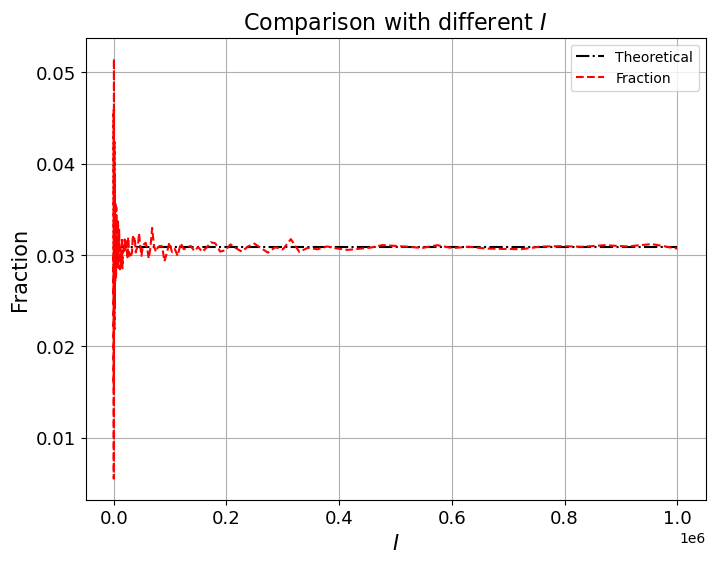 Comparison with different I
Theoretical
Fraction
Fraction
0.05
0.04
0.03
0.02
0.01
0.0 0.2 0.4 0.6 0.8 1.0
1e6
I